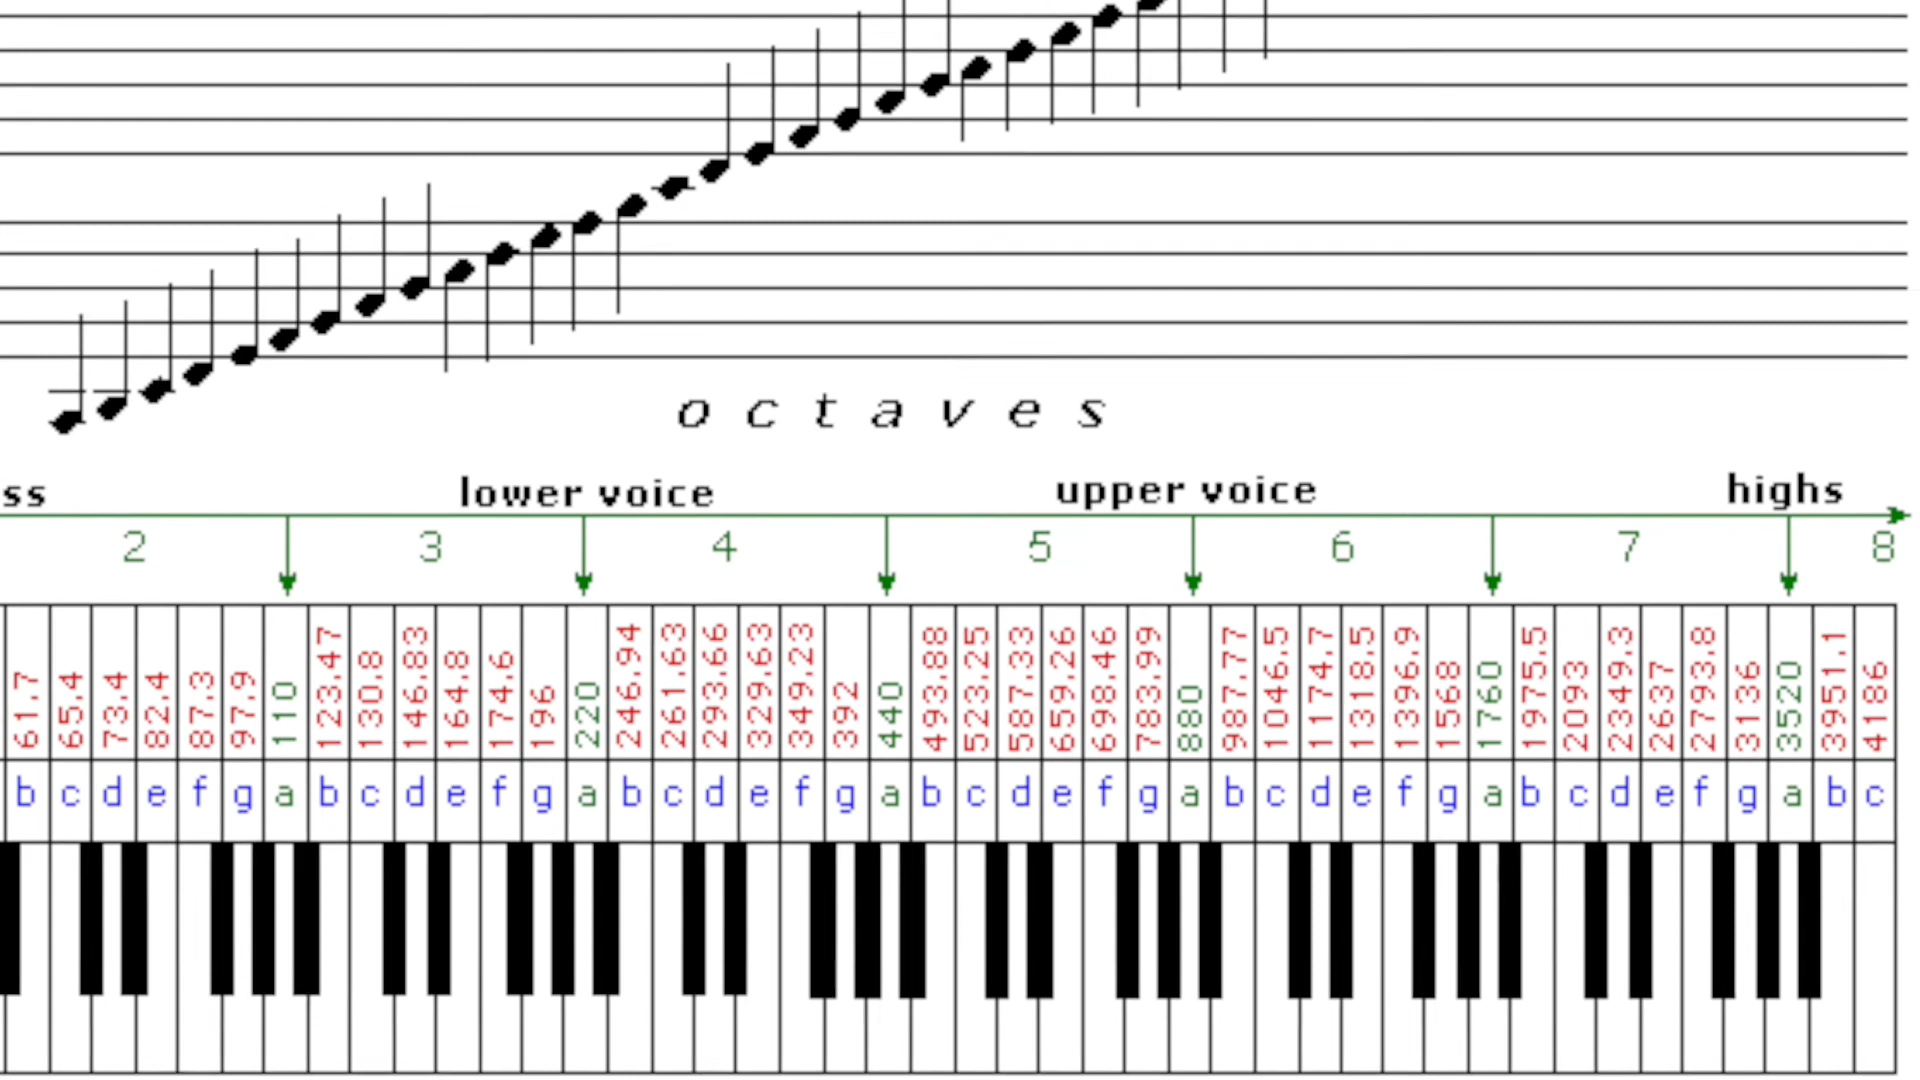 octaves
ss lower voice upper voice highs
2 3 4 5 6 7 8
61.7 65.4 73.4 82.4 87.3 97.9 110 123.47 130.8 146.83 164.8 174.6 196 220 246.94 261.63 293.66 329.63 349.23 392 440 493.88 523.25 587.33 659.26 698.46 783.99 880 987.77 1046.5 1174.7 1318.5 1396.9 1568 1760 1975.5 2093 2349.3 2637 2793.8 3136 3520 3951.1 4186
b c d e f g a b c d e f g a b c d e f g a b c d e f g a b c d e f g a b c d e f g a b c